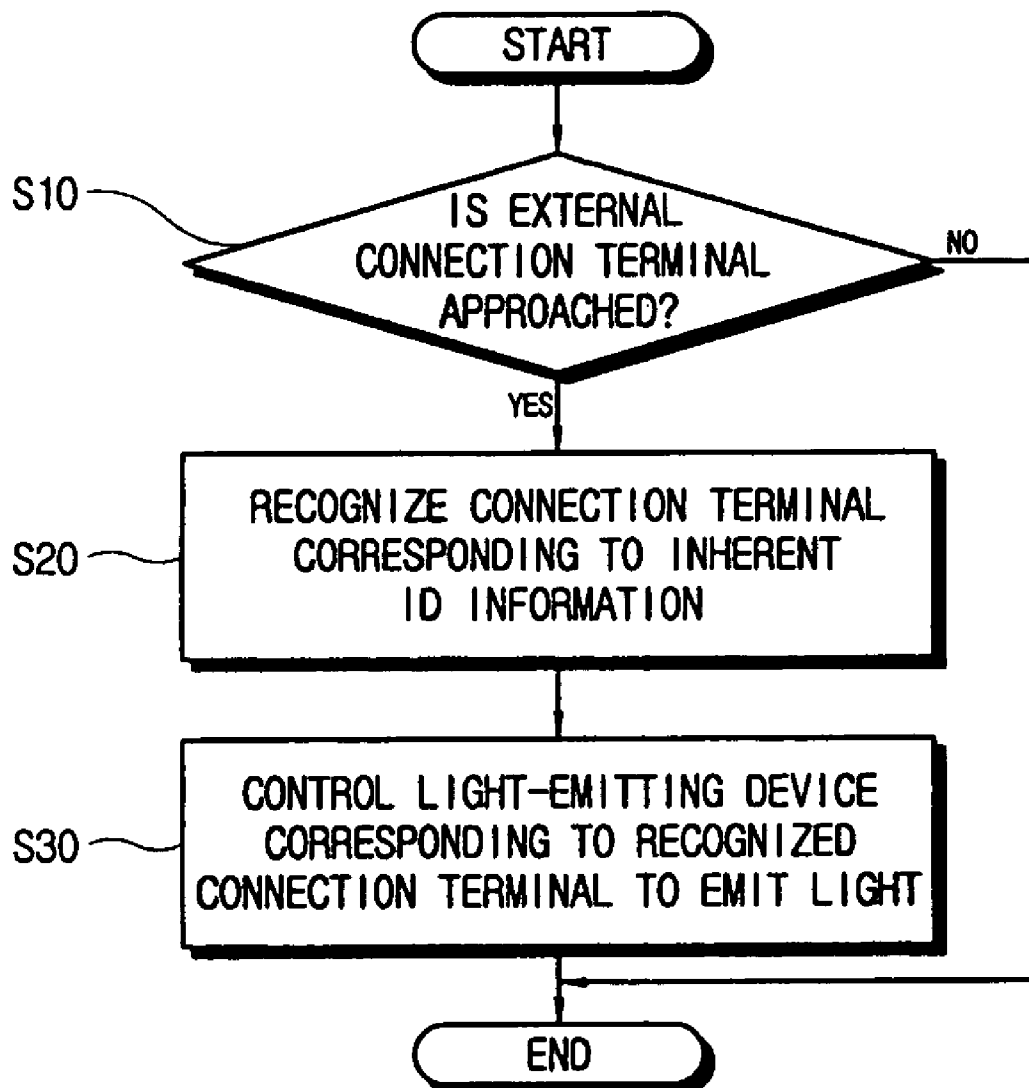 START
S10
IS EXTERNAL
CONNECTION TERMINAL
APPROACHED?
NO
YES
S20
RECOGNIZE CONNECTION TERMINAL
CORRESPONDING TO INHERENT
ID INFORMATION
S30
CONTROL LIGHT-EMITTING DEVICE
CORRESPONDING TO RECOGNIZED
CONNECTION TERMINAL TO EMIT LIGHT
END